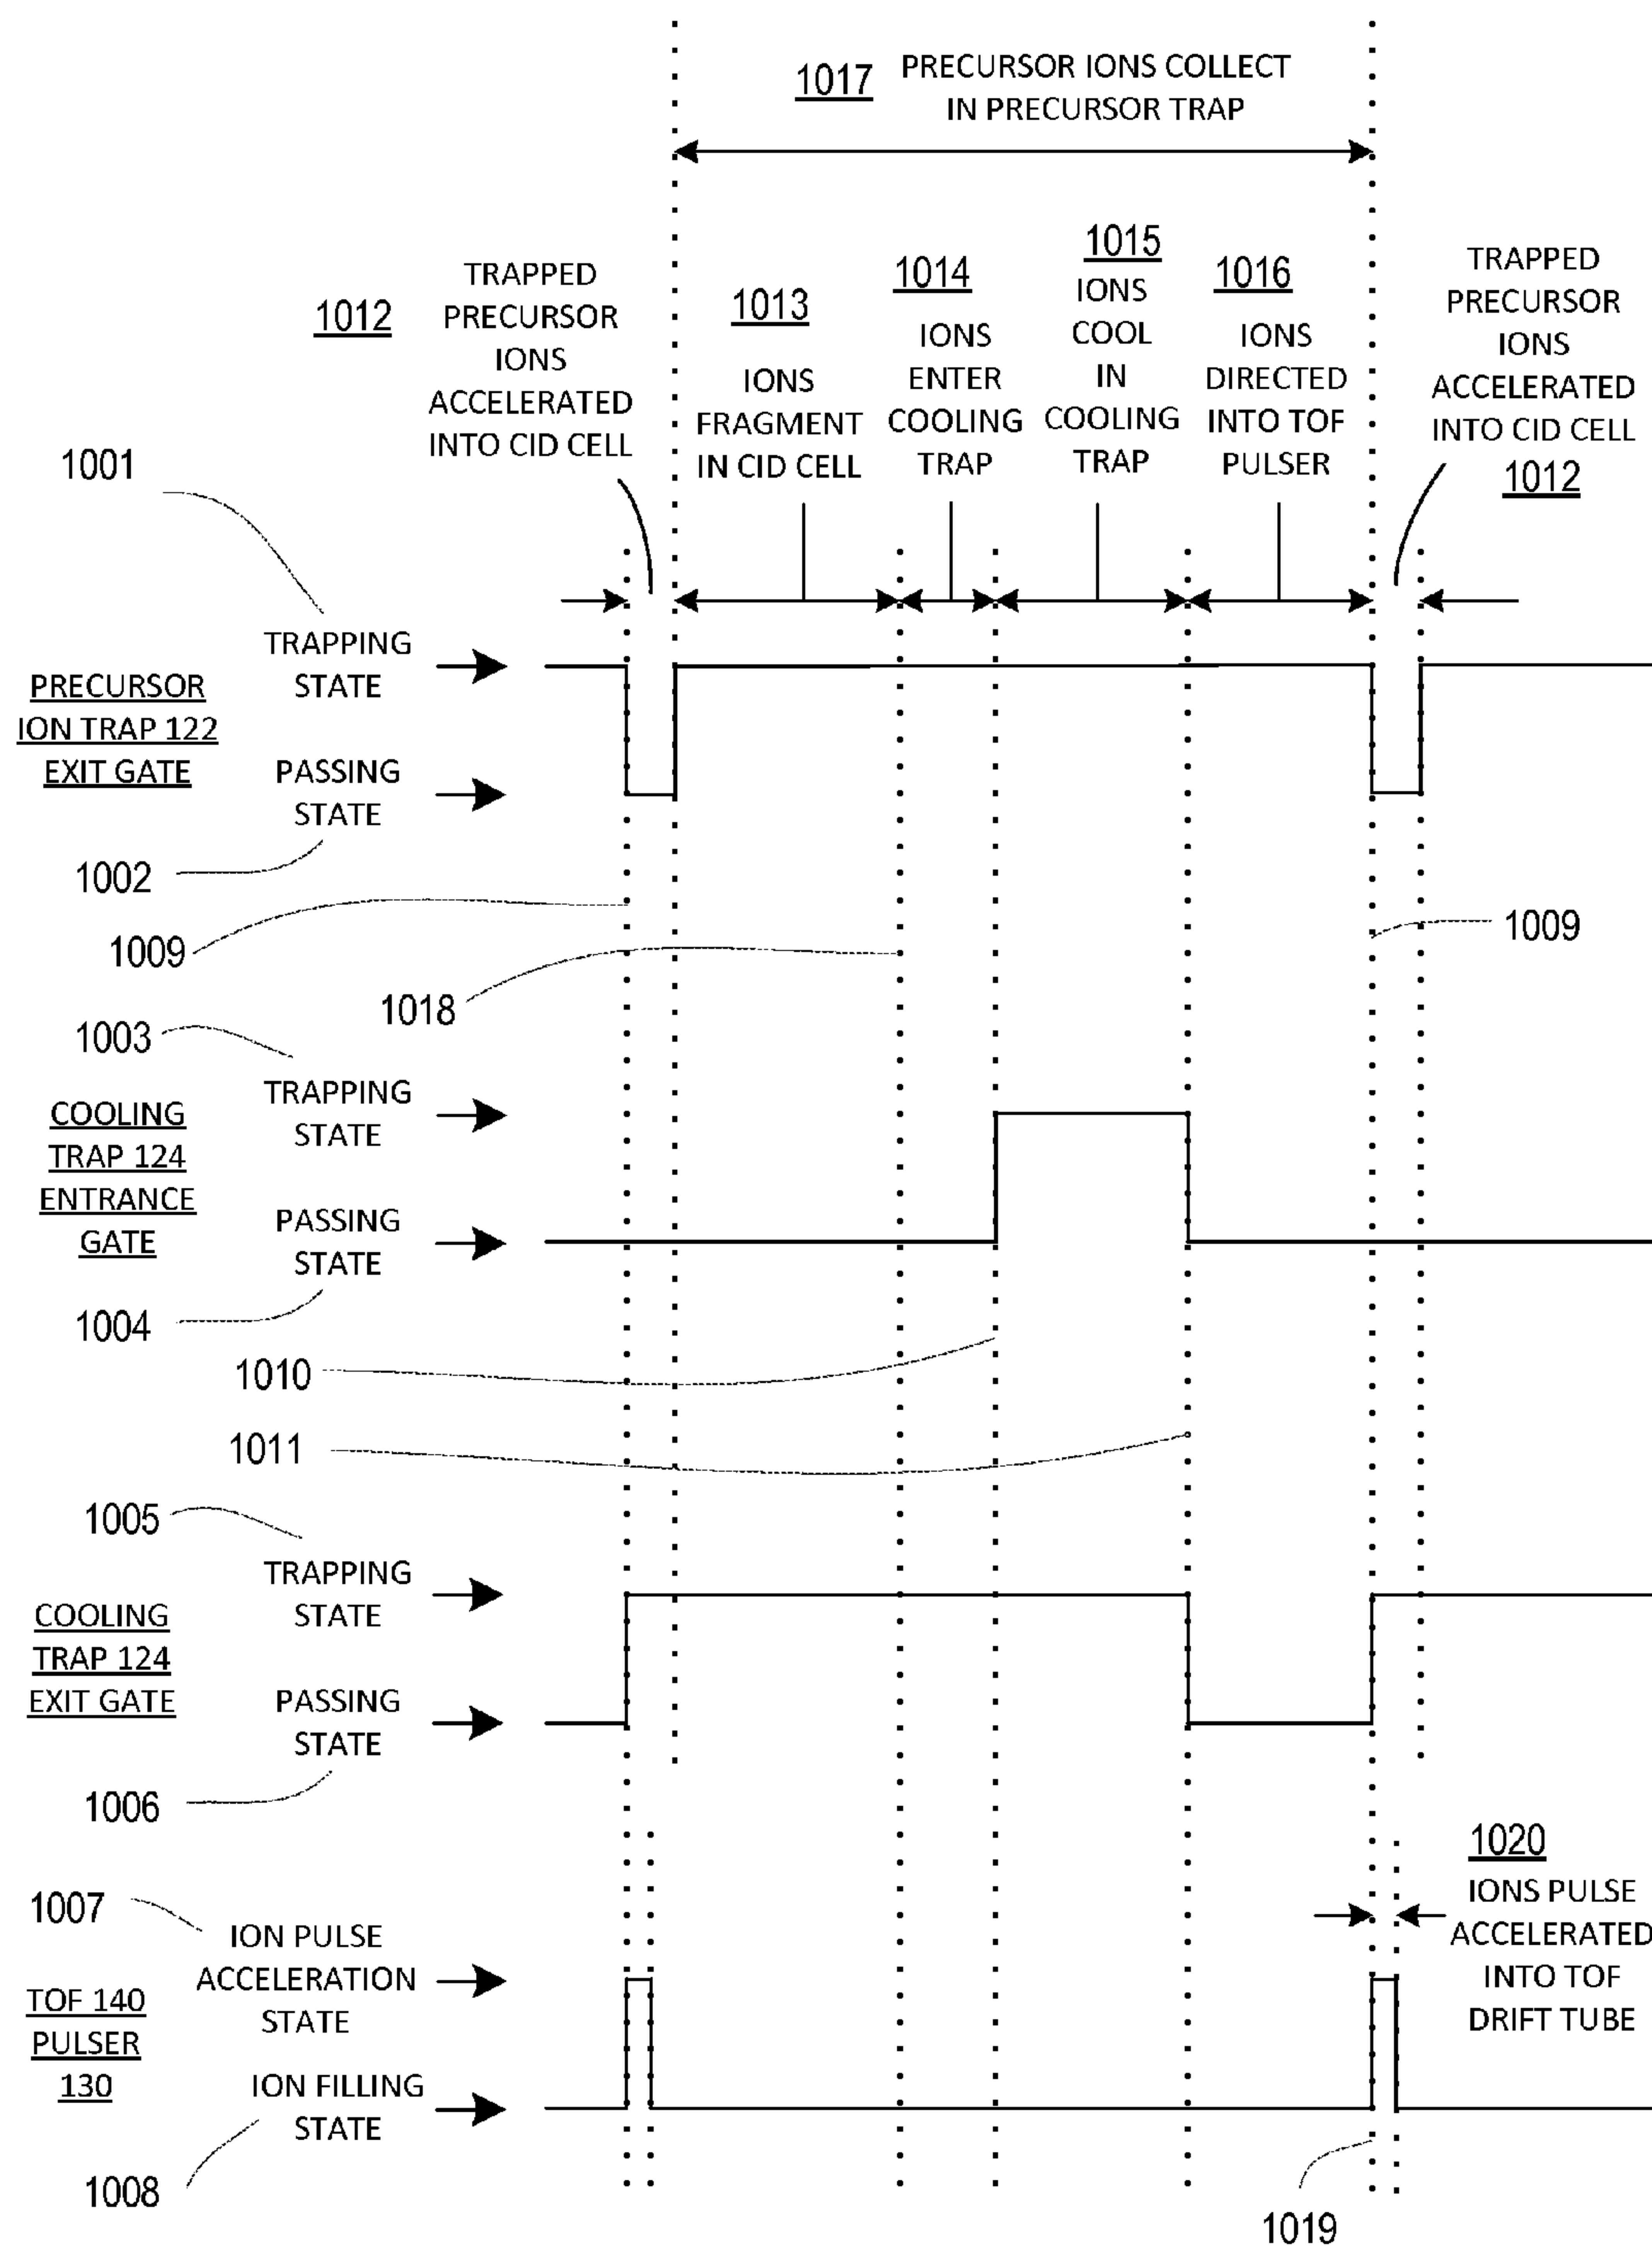 1017
PRECURSOR IONS COLLECT
IN PRECURSOR TRAP
1012
TRAPPED
PRECURSOR
IONS
ACCELERATED
INTO CID CELL
1013
IONS
FRAGMENT
IN CID CELL
1014
IONS
ENTER
COOLING
TRAP
1015
IONS
COOL
IN
COOLING
TRAP
1016
IONS
DIRECTED
INTO TOF
PULSER
TRAPPED
PRECURSOR
IONS
ACCELERATED
INTO CID CELL
1012
1001
TRAPPING
STATE
PRECURSOR
ION TRAP 122
EXIT GATE
PASSING
STATE
1002
1009
1009
1018
1003
TRAPPING
STATE
COOLING
TRAP 124
ENTRANCE
GATE
PASSING
STATE
1004
1010
1011
1005
TRAPPING
STATE
COOLING
TRAP 124
EXIT GATE
PASSING
STATE
1006
1020
IONS PULSE
ACCELERATED
INTO TOF
DRIFT TUBE
1007
ION PULSE
ACCELERATION
STATE
TOF 140
PULSER
130
ION FILLING
STATE
1008
1019